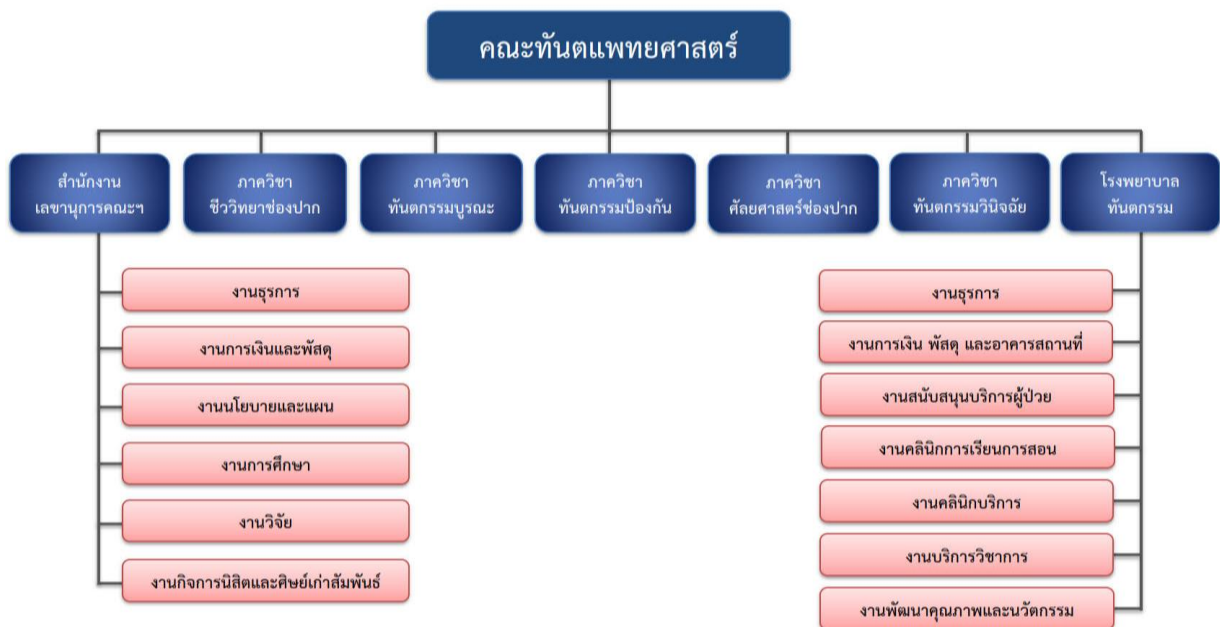 คณะทันตแพทยศาสตร์
สำนักงาน
เลขานุการคณะฯ
ภาควิชา
ชีววิทยาช่องปาก
ภาควิชา
ทันตกรรมบูรณะ
ภาควิชา
ทันตกรรมป้องกัน
ภาควิชา
ศัลยศาสตร์ช่องปาก
ภาควิชา
ทันตกรรมวินิจฉัย
โรงพยาบาล
ทันตกรรม
งานธุรการ
งานการเงินและพัสดุ
งานนโยบายและแผน
งานการศึกษา
งานวิจัย
งานกิจการนิสิตและศิษย์เก่าสัมพันธ์
งานธุรการ
งานการเงิน พัสดุ และอาคารสถานที่
งานสนับสนุนบริการผู้ป่วย
งานคลินิกการเรียนการสอน
งานคลินิกบริการ
งานบริการวิชาการ
งานพัฒนาคุณภาพและนวัตกรรม